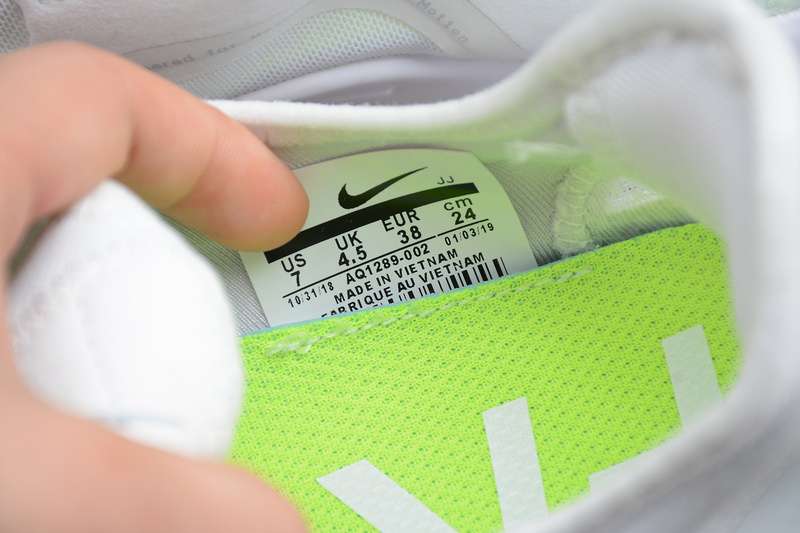 JJ
US UK EUR cm
7 4.5 38 24
10/31/18 AQ1289-002 01/03/19
MADE IN VIETNAM
FABRIQUE AU VIETNAM